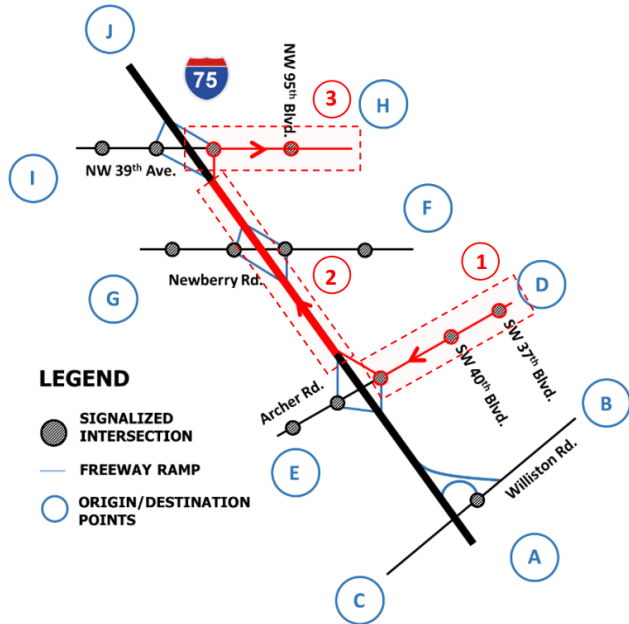 J
75
NW 95th Blvd.
3
H
I
NW 39th Ave.
F
Newberry Rd.
G
2
1
D
SW 37th Blvd.
SW 40th Blvd.
Archer Rd.
B
Williston Rd.
E
A
C
LEGEND
SIGNALIZED
INTERSECTION
FREEWAY RAMP
ORIGIN/DESTINATION
POINTS